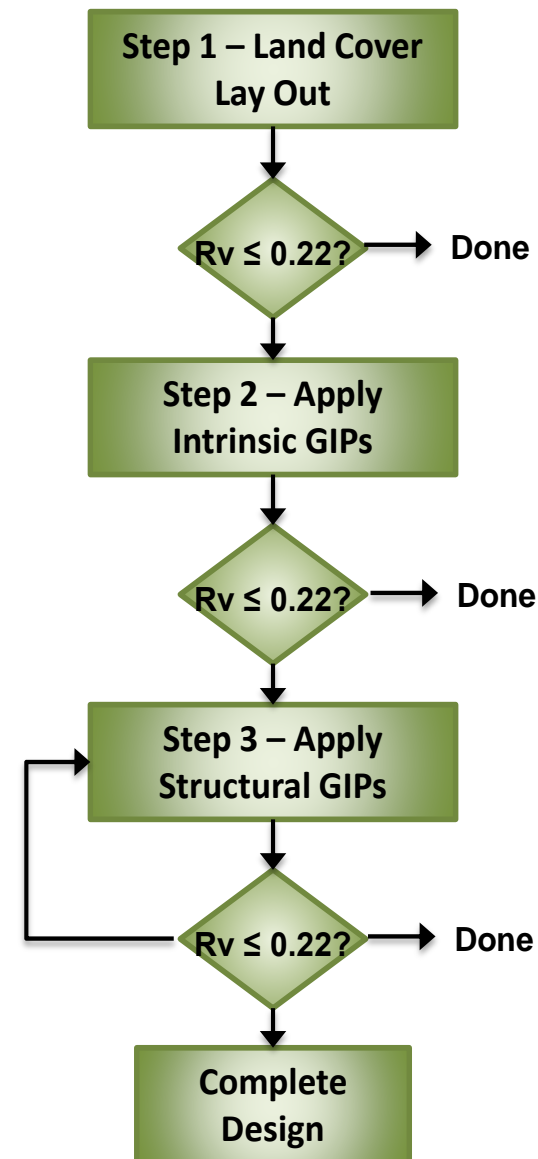 Step 1 – Land Cover
Lay Out
Rv ≤ 0.22?
Done
Step 2 – Apply
Intrinsic GIPs
Rv ≤ 0.22?
Done
Step 3 – Apply
Structural GIPs
Rv ≤ 0.22?
Done
Complete
Design